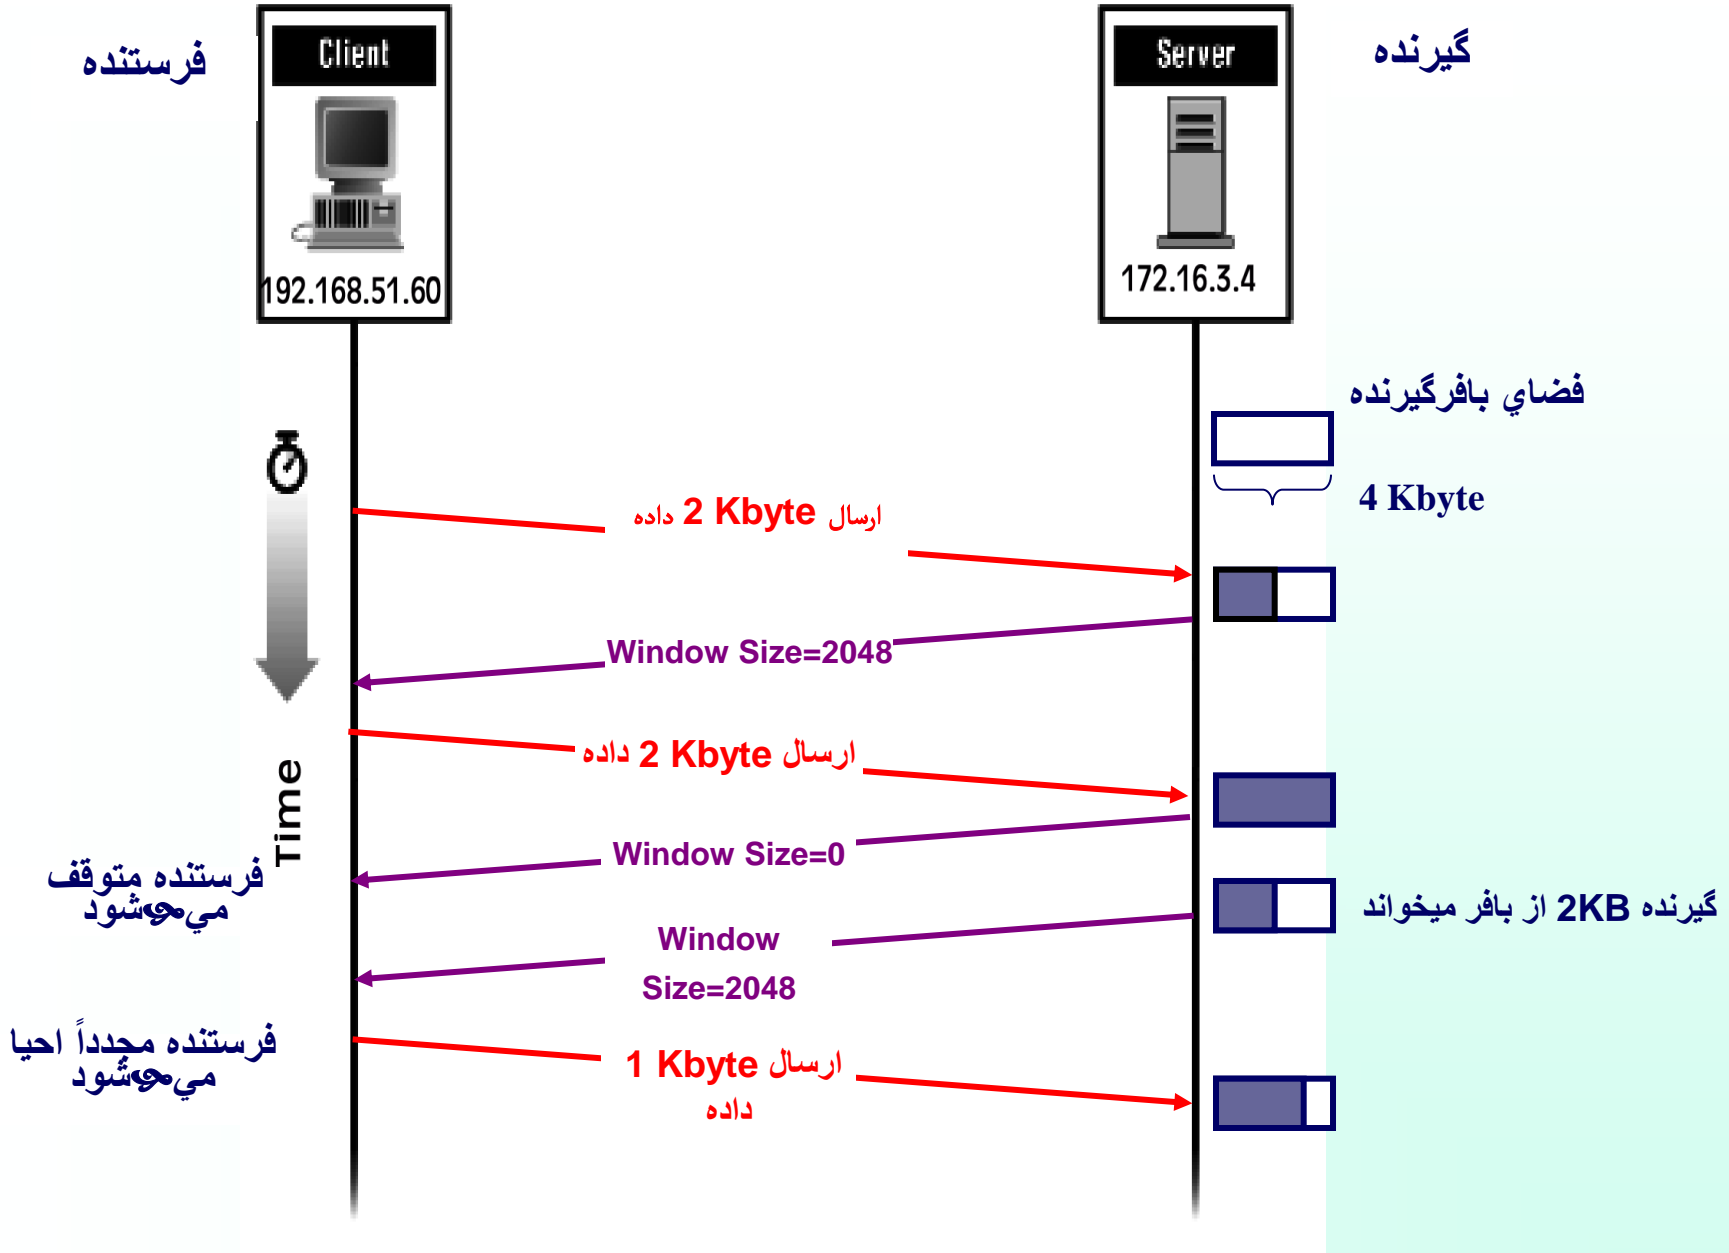 فرستنده
Client
192.168.51.60
Server
172.16.3.4
گيرنده
فضاي بافرگيرنده
4 Kbyte
ارسال 2 Kbyte داده
Window Size=2048
ارسال 2 Kbyte داده
Time
Window Size=0
فرستنده متوقف
مي‌شود
گيرنده 2KB از بافر ميخواند
Window
Size=2048
فرستنده مجدداً احيا
مي‌شود
ارسال 1 Kbyte
داده